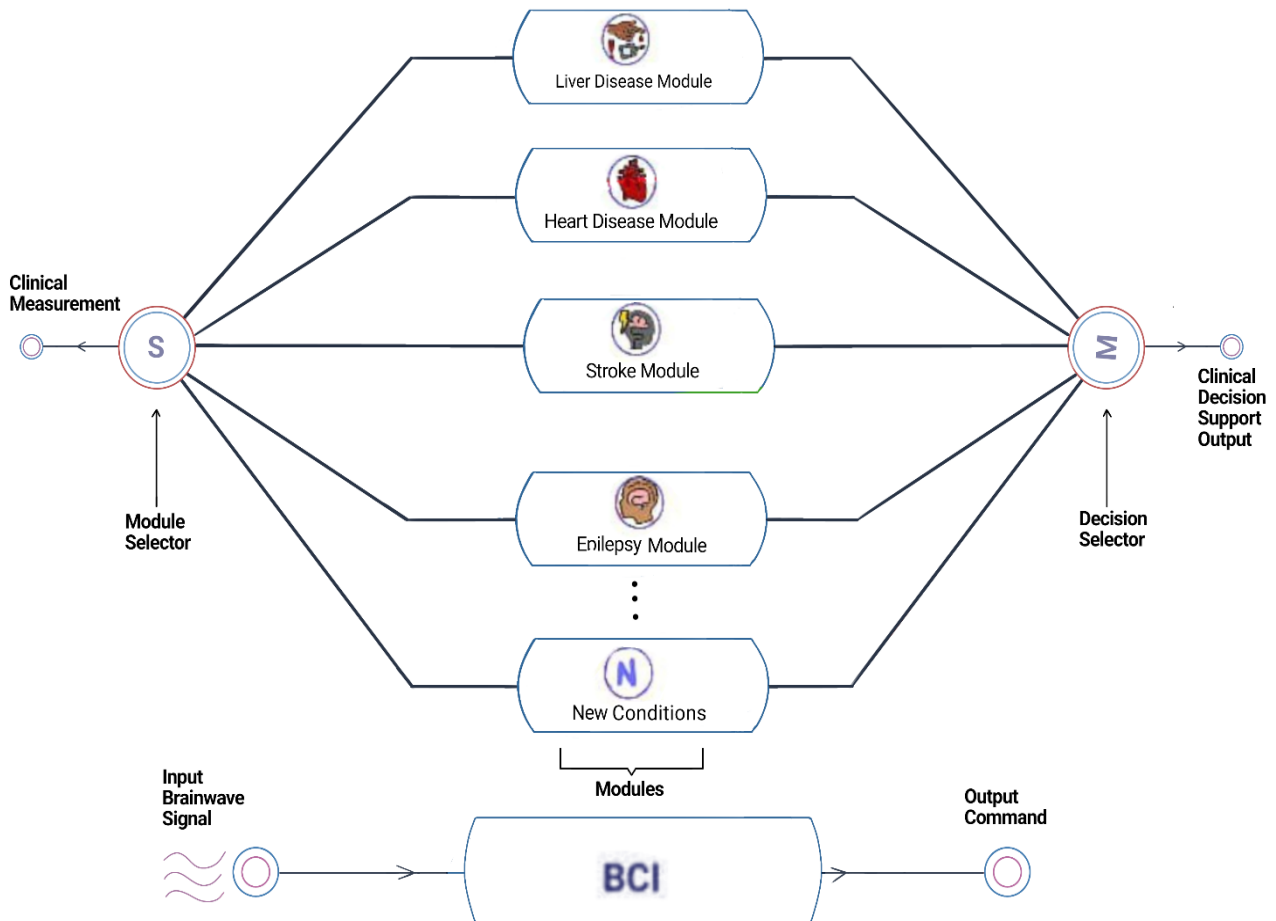 Liver Disease Module
Heart Disease Module
Clinical
Measurement
S
M
Stroke Module
Clinical
Decision
Support
Output
Module
Selector
Decision
Selector
Enilepsy Module
N
New Conditions
Modules
Input
Brainwave
Signal
Output
Command
BCI